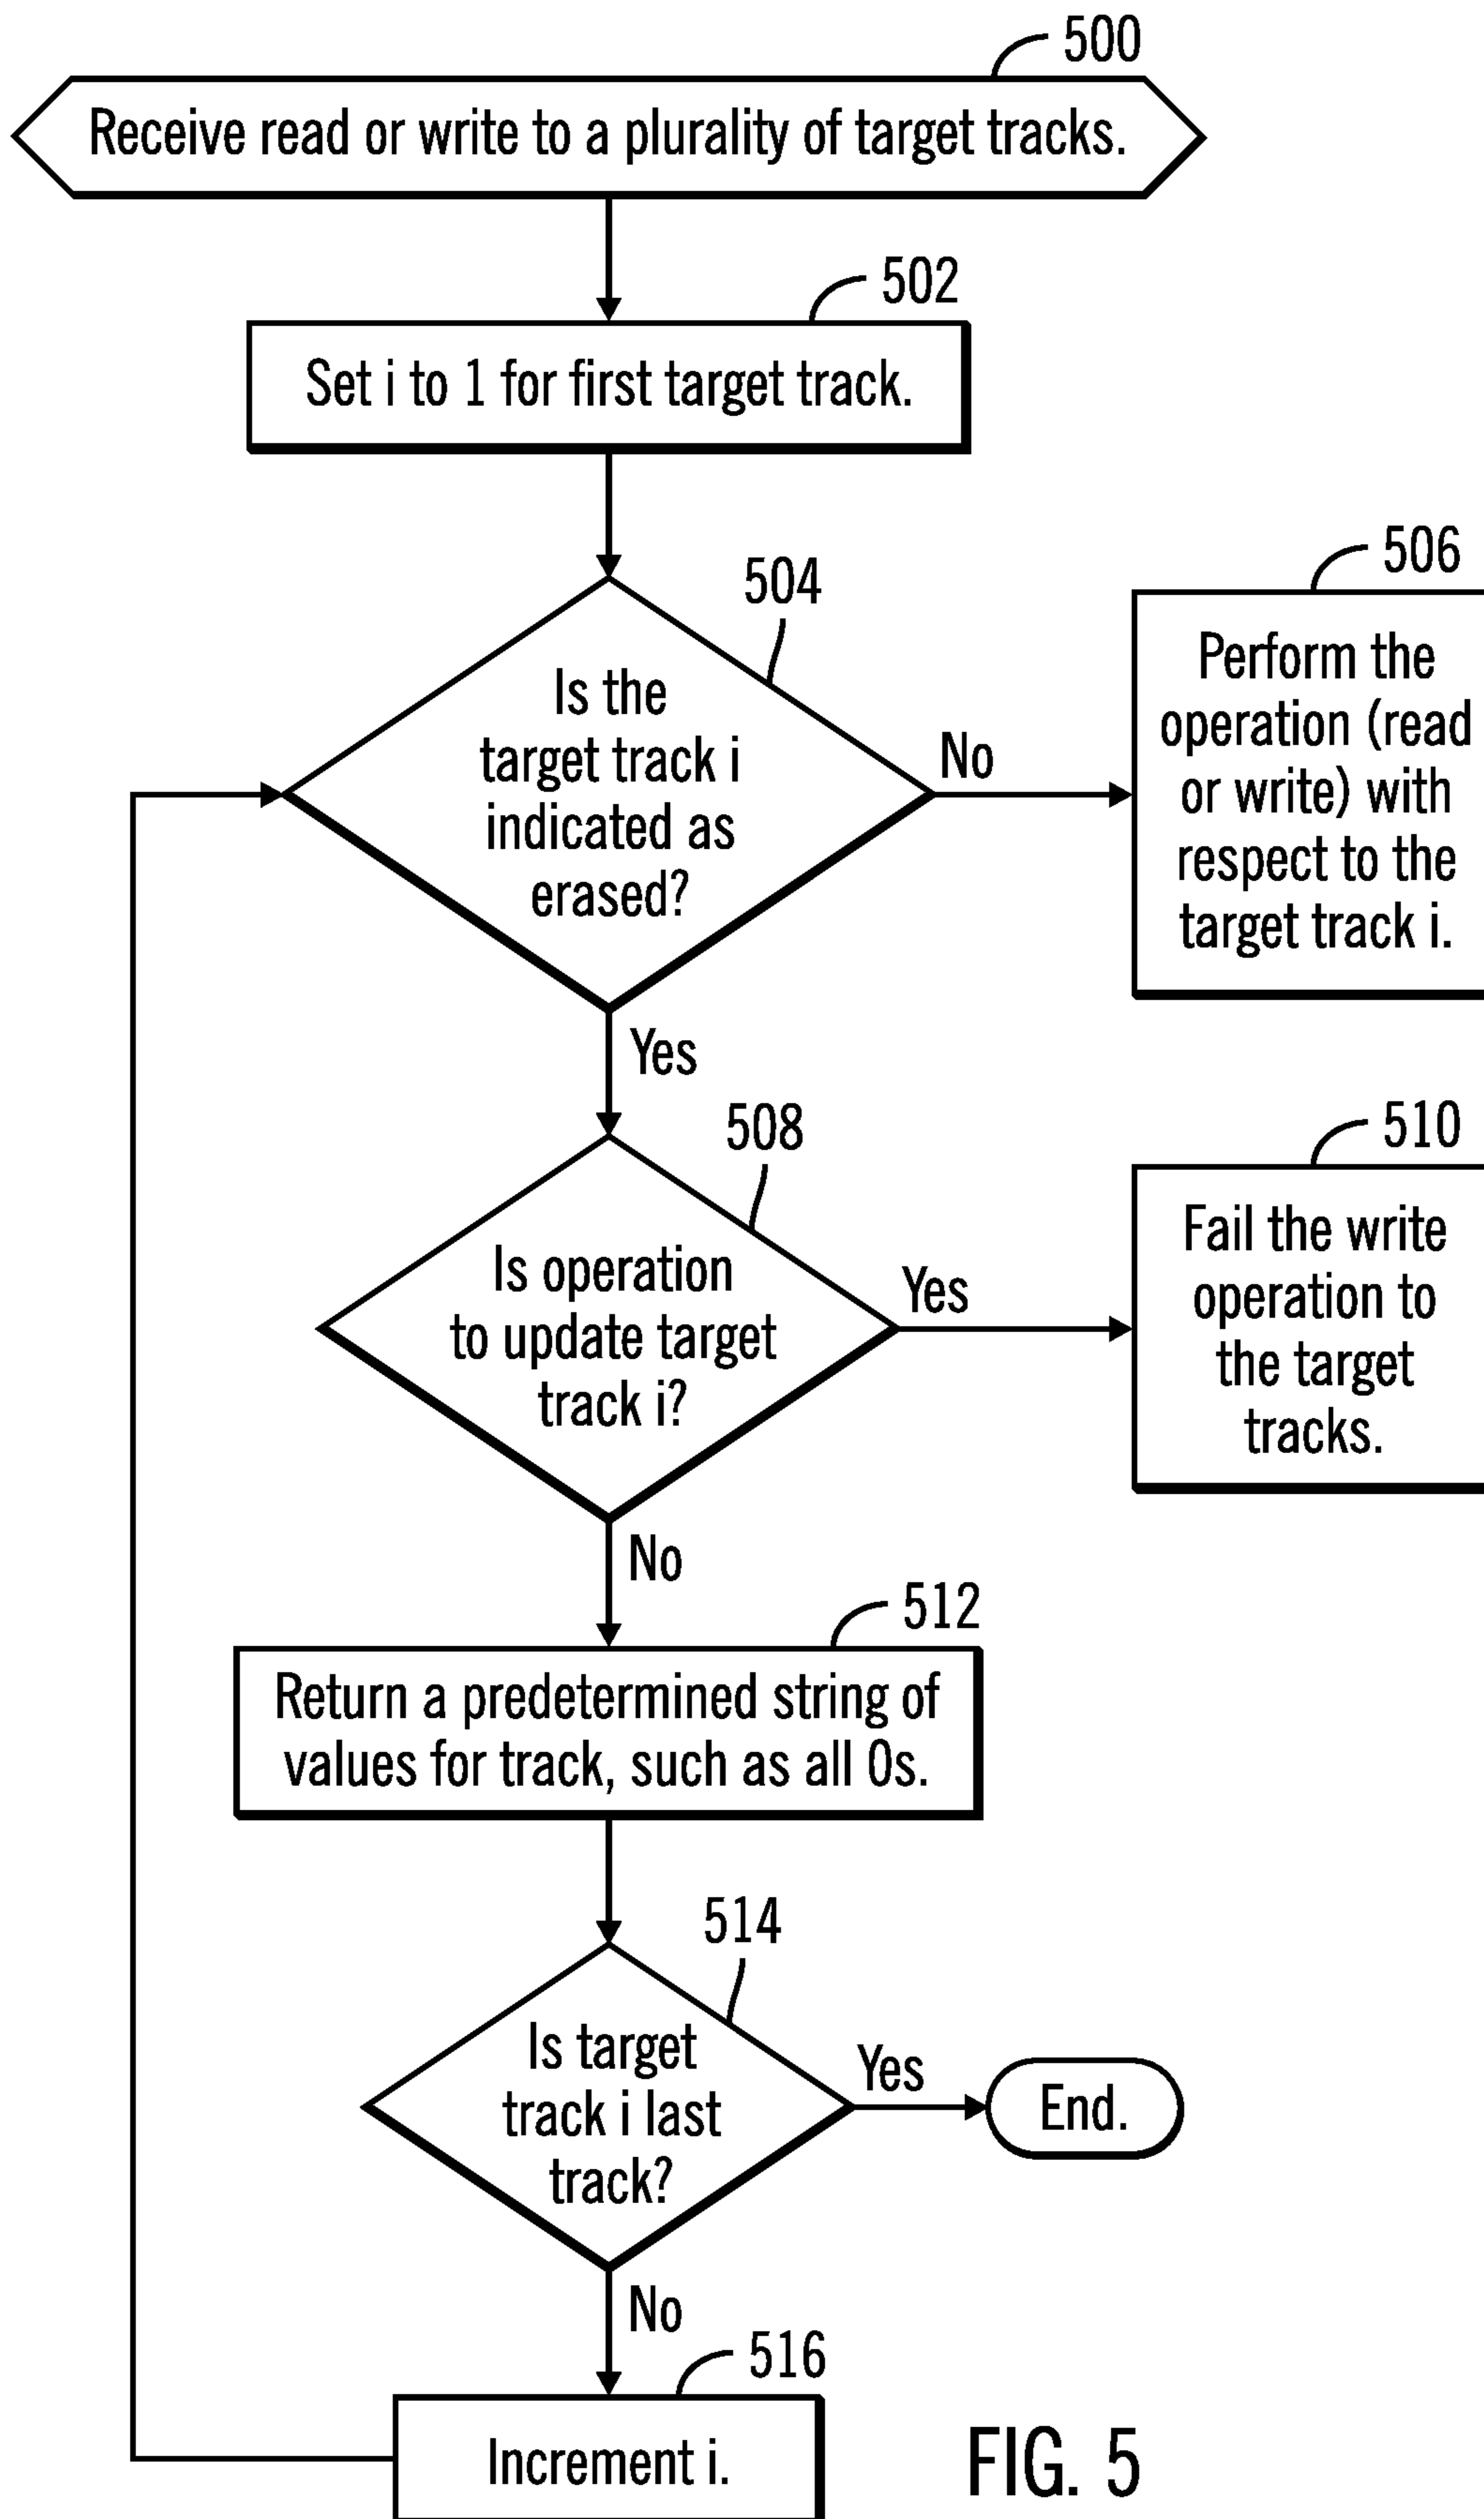 500
Receive read or write to a plurality of target tracks.
502
Set i to 1 for first target track.
504
Is the
target track i
indicated as
erased?
No
506
Perform the
operation (read
or write) with
respect to the
target track i.
Yes
508
Is operation
to update target
track i?
Yes
510
Fail the write
operation to
the target
tracks.
No
512
Return a predetermined string of
values for track, such as all 0s.
514
Is target
track i last
track?
Yes
End.
No
516
Increment i.
FIG. 5